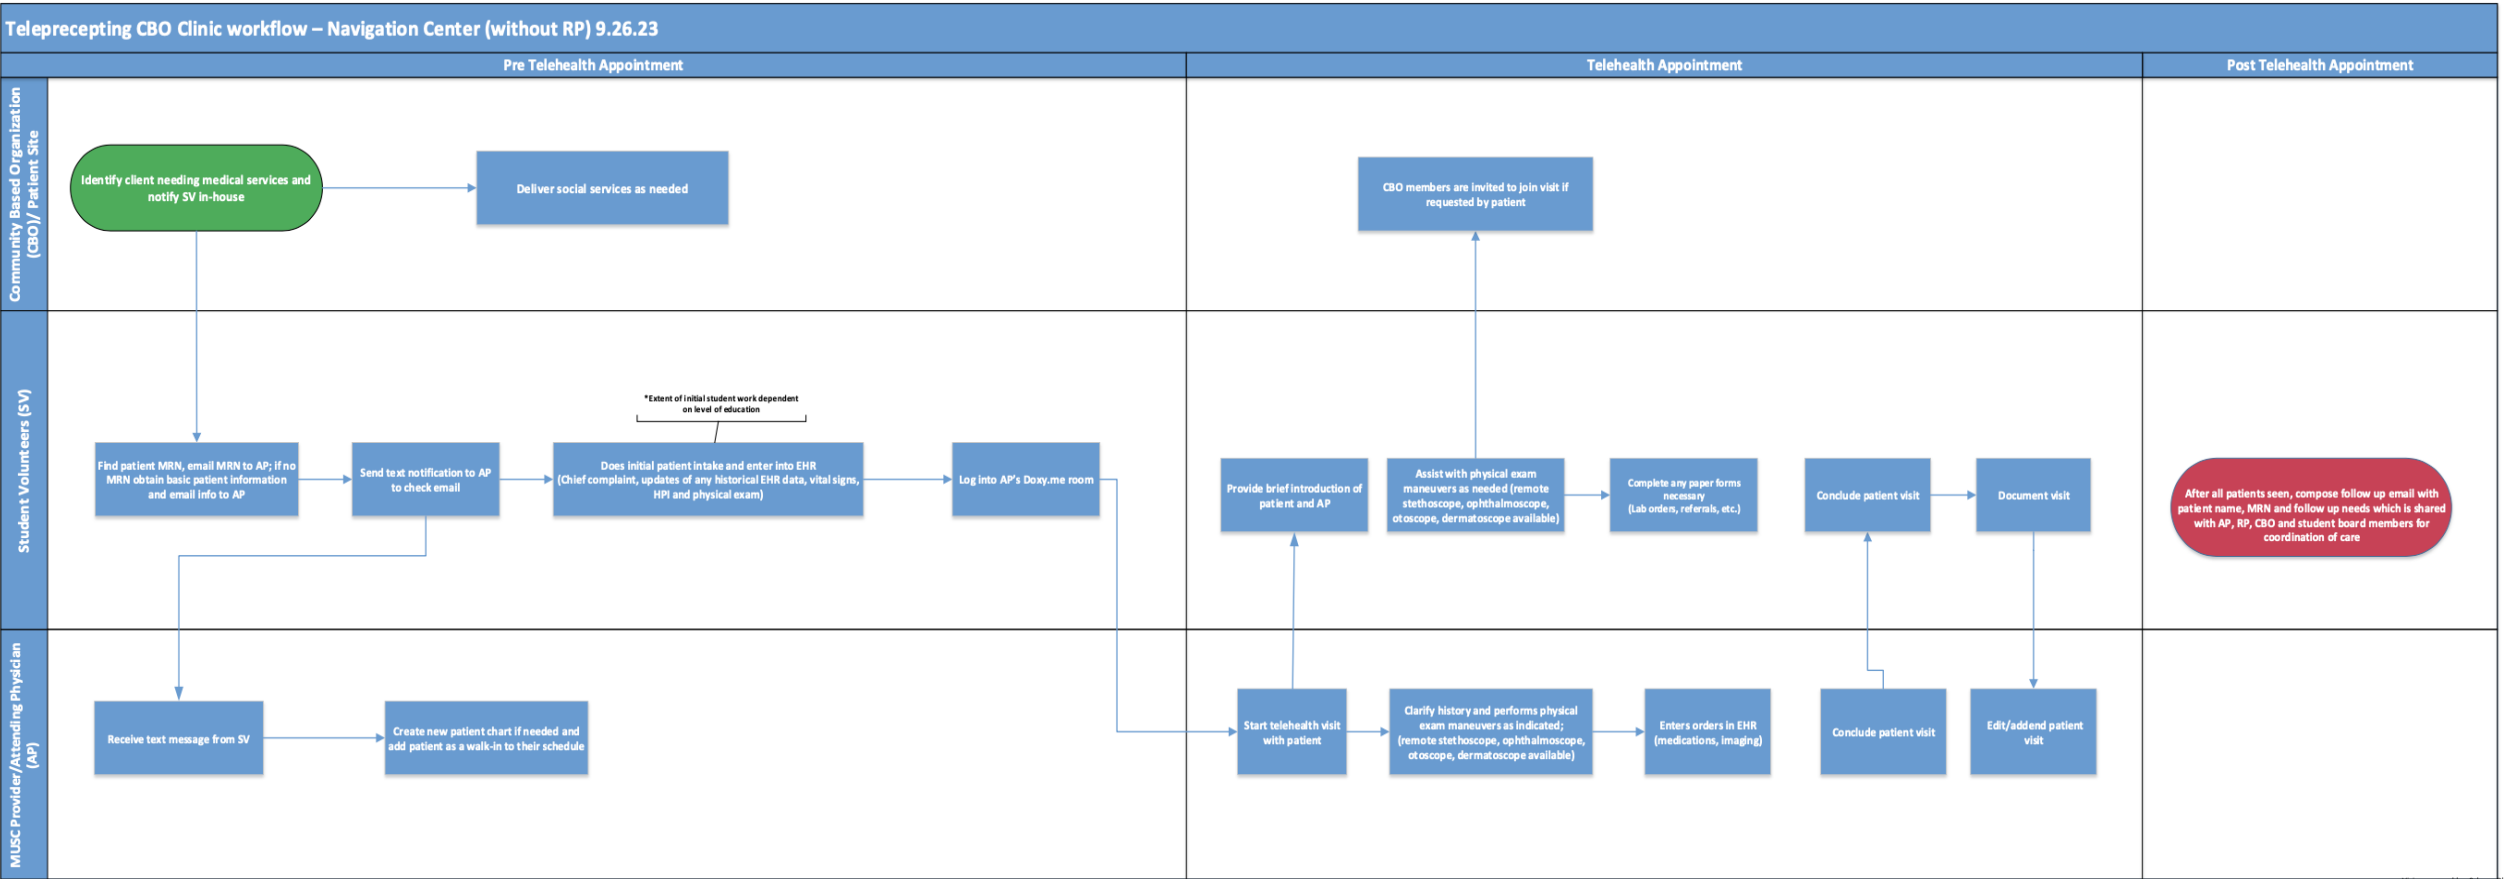 Teleprecepting CBO Clinic workflow – Navigation Center (without RP) 9.26.23
Pre Telehealth Appointment
Telehealth Appointment
Post Telehealth Appointment
Community Based Organization
(CBO)/ Patient Site
Identify client needing medical services and
notify SV in-house
Deliver social services as needed
CBO members are invited to join visit if
requested by patient
Student Volunteers (SV)
*Extent of initial student work dependent
on level of education
Find patient MRN, email MRN to AP; if no
MRN obtain basic patient information
and email info to AP
Send text notification to AP
to check email
Does initial patient intake and enter into EHR
(Chief complaint, updates of any historical EHR data, vital signs,
HPI and physical exam)
Log into AP's Doxy.me room
Provide brief introduction of
patient and AP
Assist with physical exam
maneuvers as needed (remote
stethoscope, ophthalmoscope,
otoscope, dermatoscope available)
Complete any paper forms
necessary
(Lab orders, referrals, etc.)
Conclude patient visit
Document visit
After all patients seen, compose follow up email with
patient name, MRN and follow up needs which is shared
with AP, RP, CBO and student board members for
coordination of care
MUSC Provider/Attending Physician
(AP)
Receive text message from SV
Create new patient chart if needed and
add patient as a walk-in to their schedule
Start telehealth visit
with patient
Clarify history and performs physical
exam maneuvers as indicated;
(remote stethoscope, ophthalmoscope,
otoscope, dermatoscope available)
Enters orders in EHR
(medications, imaging)
Conclude patient visit
Edit/addend patient
visit